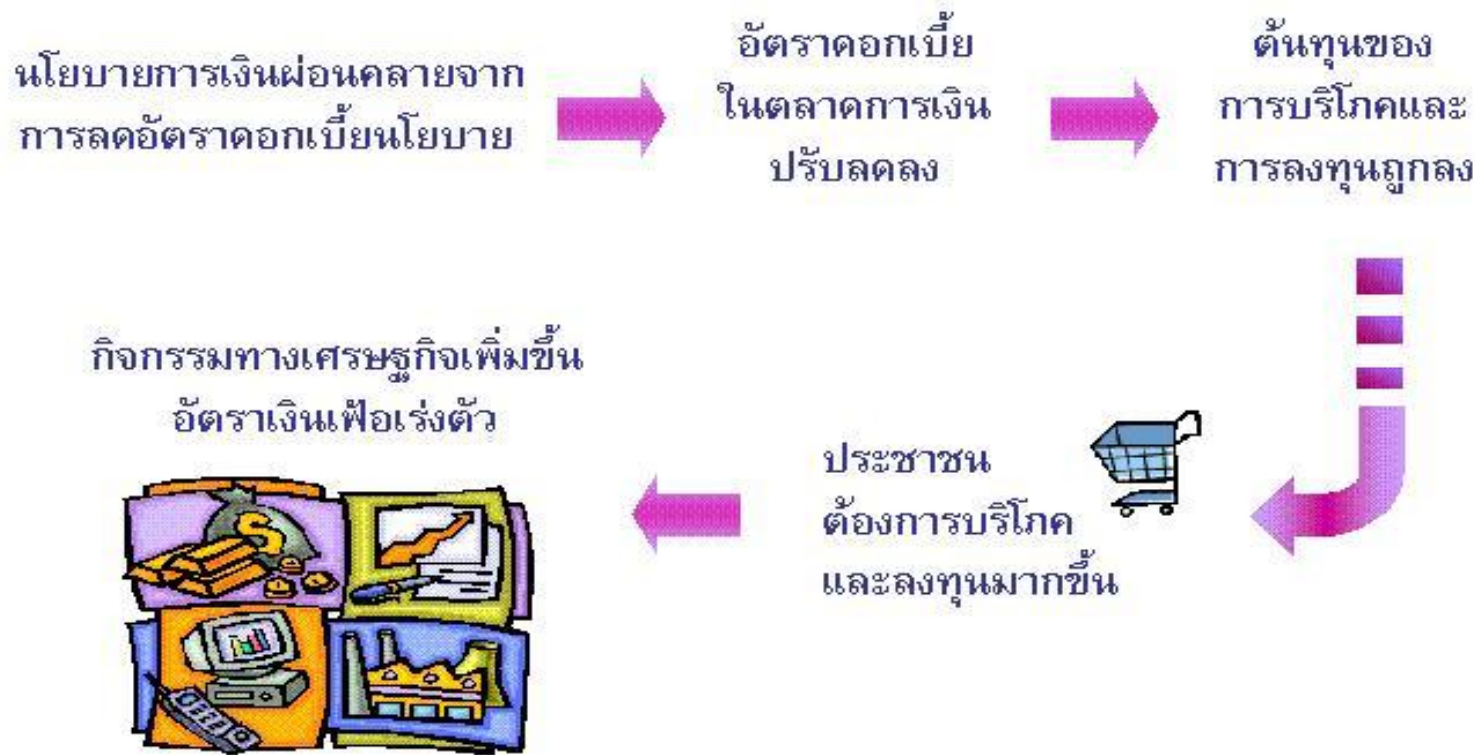 นโยบายการเงินผ่อนคลายจาก
การลดอัตราดอกเบี้ยนโยบาย
อัตราดอกเบี้ย
ในตลาดการเงิน
ปรับลดลง
ต้นทุนของ
การบริโภคและ
การลงทุนถูกลง
ประชาชน
ต้องการบริโภค
และลงทุนมากขึ้น
กิจกรรมทางเศรษฐกิจเพิ่มขึ้น
อัตราเงินเฟ้อเร่งตัว
$